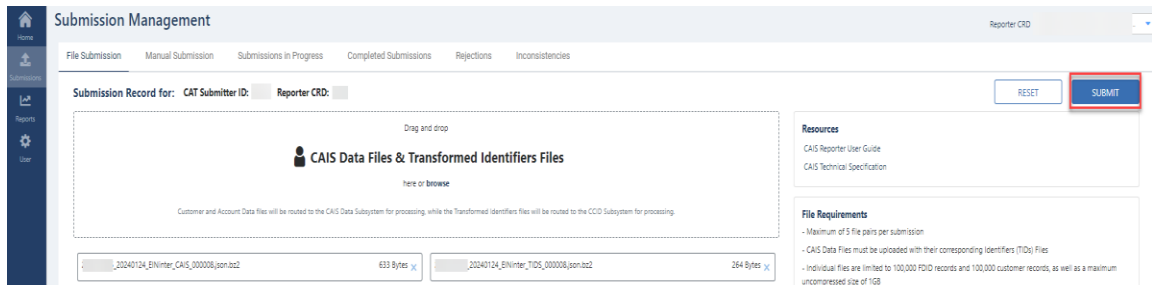 Submission Management
Reporter CRD
Home
File Submission Manual Submission Submissions in Progress Completed Submissions Rejections Inconsistencies
Submissions
Submission Record for: CAT Submitter ID: Reporter CRD:
RESET SUBMIT
Reports
Drag and drop
CAIS Data Files & Transformed Identifiers Files
here or browse
Customer and Account Data files will be routed to the CAIS Data Subsystem for processing, while the Transformed identifiers files will be routed to the CCID Subsystem for processing.
Resources
CAIS Reporter User Guide
CAIS Technical Specification
User
File Requirements
- Maximum of 5 file pairs per submission
- CAIS Data Files must be uploaded with their corresponding Identifiers (TIDs) Files
- Individual files are limited to 100,000 FDID records and 100,000 customer records, as well as a maximum
uncompressed size of 1GB
_20240124_EINinter_CAIS_000008.json.bz2 633 Bytes x
_20240124_EINinter_TIDS_000008.json.bz2 264 Bytes x